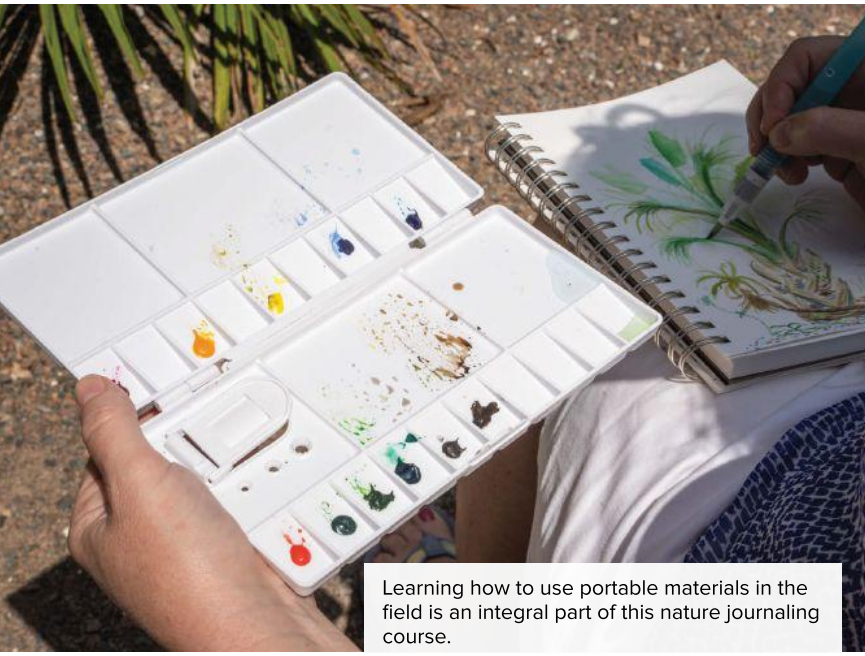 Learning how to use portable materials in the
field is an integral part of this nature journaling
course.